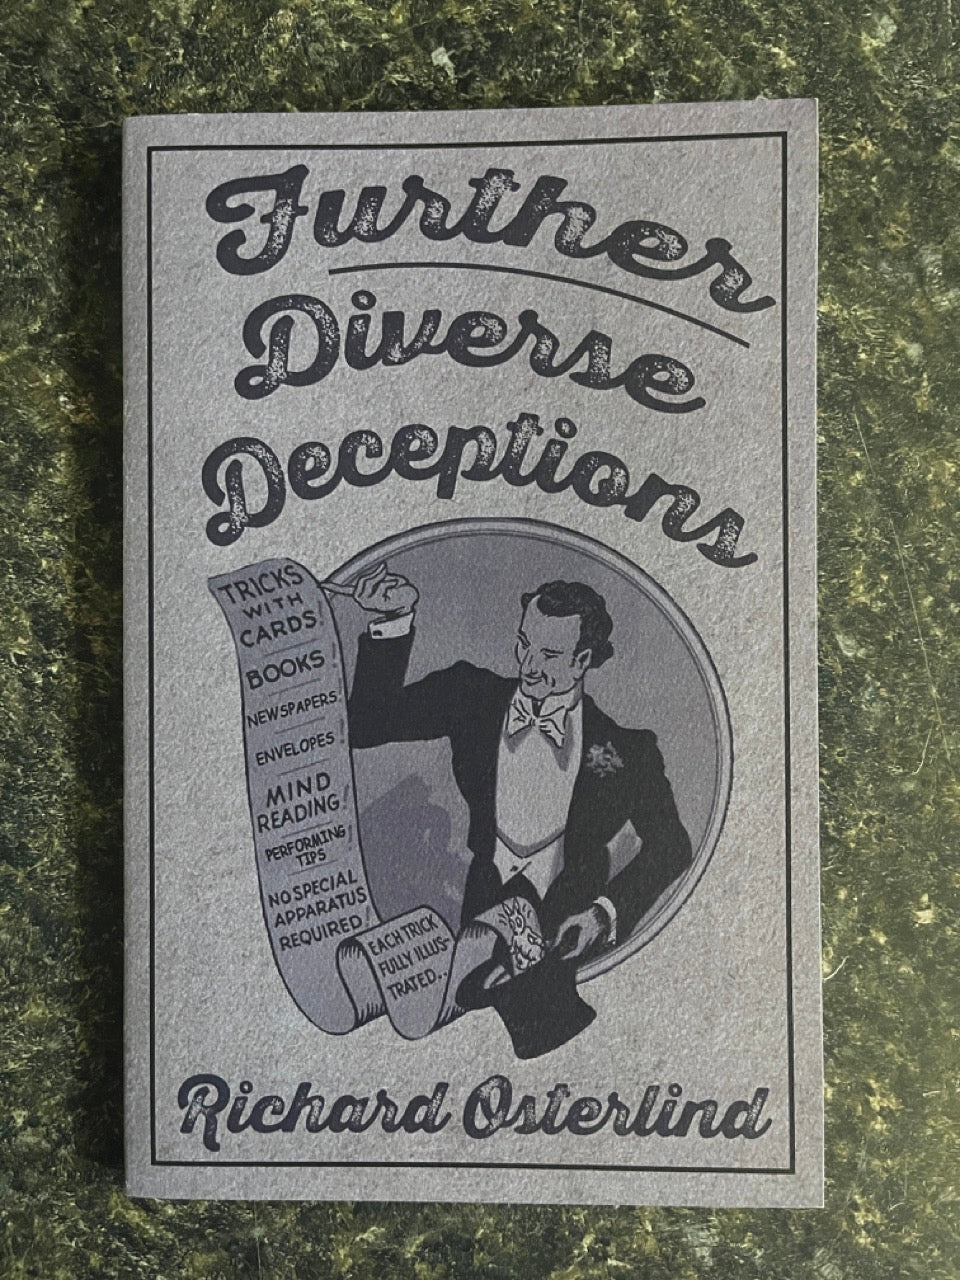 Further
Diverse
Deceptions
TRICKS
WITH
CARDS!
BOOKS!
NEWSPAPERS!
ENVELOPES!
MIND
READING!
PERFORMING
TIPS
NO SPECIAL
APPARATUS
REQUIRED!
EACH TRICK
FULLY ILLUS-
TRATED..
Richard Osterlind